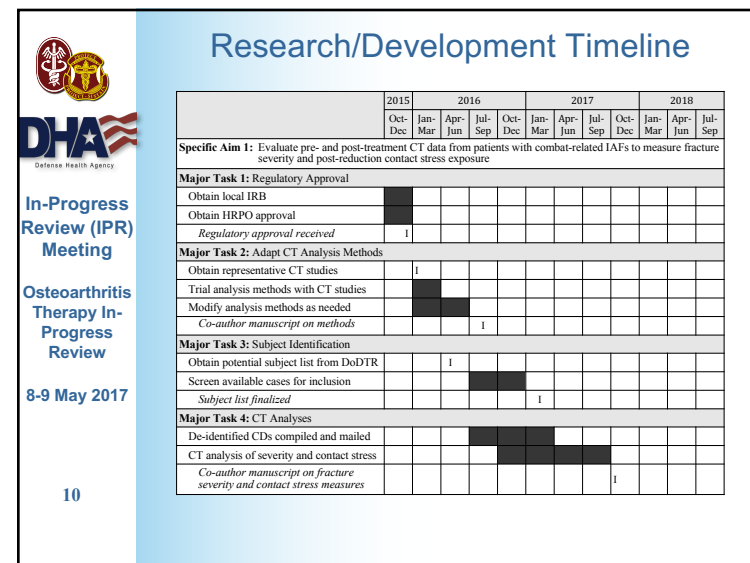 Research/Development Timeline
DHA
Defense Health Agency
In-Progress
Review (IPR)
Meeting
Osteoarthritis
Therapy In-
Progress
Review
8-9 May 2017
10
2015 2016 2017 2018
Oct- Jan- Apr- Jul- Oct- Jan- Apr- Jul- Oct- Jan- Apr- Jul-
Dec Mar Jun Sep Dec Mar Jun Sep Dec Mar Jun Sep
Specific Aim 1: Evaluate pre- and post-treatment CT data from patients with combat-related IAFs to measure fracture
severity and post-reduction contact stress exposure
Major Task 1: Regulatory Approval
Obtain local IRB
Obtain HRPO approval
Regulatory approval received I
Major Task 2: Adapt CT Analysis Methods
Obtain representative CT studies I
Trial analysis methods with CT studies
Modify analysis methods as needed
Co-author manuscript on methods I
Major Task 3: Subject Identification
Obtain potential subject list from DoDTR I
Screen available cases for inclusion
Subject list finalized I
Major Task 4: CT Analyses
De-identified CDs compiled and mailed
CT analysis of severity and contact stress
Co-author manuscript on fracture
severity and contact stress measures I